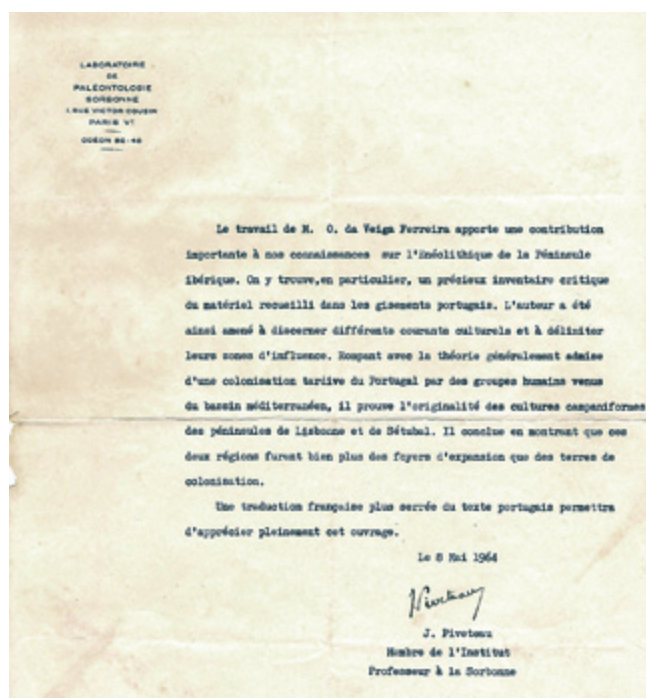 LABORATOIRE
DE
PALÉONTOLOGIE
SORBONNE
1, RUE VICTOR COUSIN
PARIS Vᵉ
ODÉON
Le travail de M. O. da Veiga Ferreira apporte une contribution
importante à nos connaissances sur l'Enéolithique de la Péninsule
ibérique. On y trouve,en particulier, un précieux inventaire critique
du matériel recueilli dans les gisements portugais. L'auteur a été
ainsi amené à discerner différents courants culturels et à délimiter
leurs zones d'influence. Rompant avec la théorie généralement admise
d'une colonisation tardive du Portugal par des groupes humains venus
du bassin méditerranéen, il prouve l'originalité des cultures campaniformes
des péninsules de Lisbonne et de Sétubal. Il conclue en montrant que ces
deux régions furent bien plus des foyers d'expansion que des terres de
colonisation.
Une traduction française plus serrée du texte portugais permettra
d'apprécier pleinement cet ouvrage.
Le 8 Mai 1964
J. Piveteau
J. Piveteau
Membre de l'Institut
Professeur à la Sorbonne